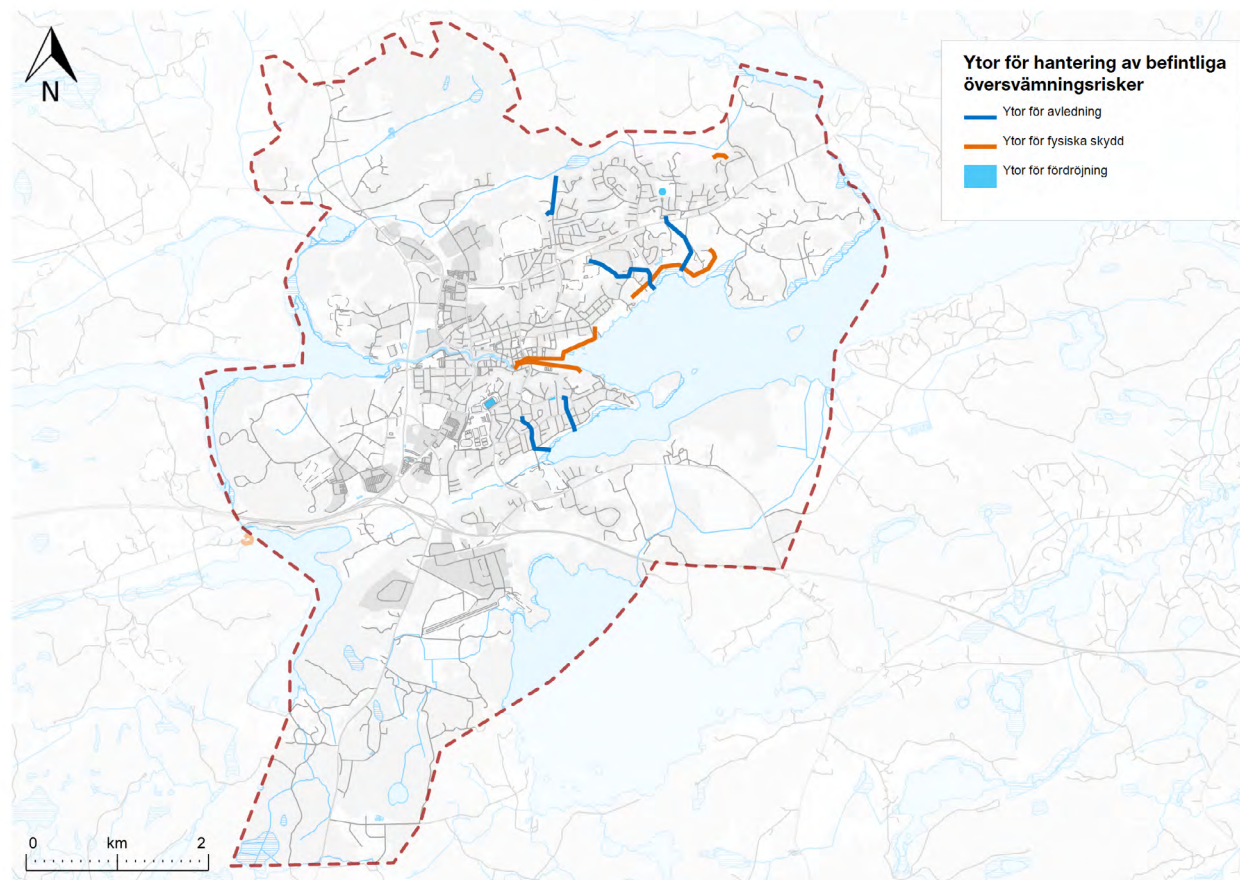 N
Ytor för hantering av befintliga
översvämningsrisker
Ytor för avledning
Ytor för fysiska skydd
Ytor för fördröjning
0 km 2